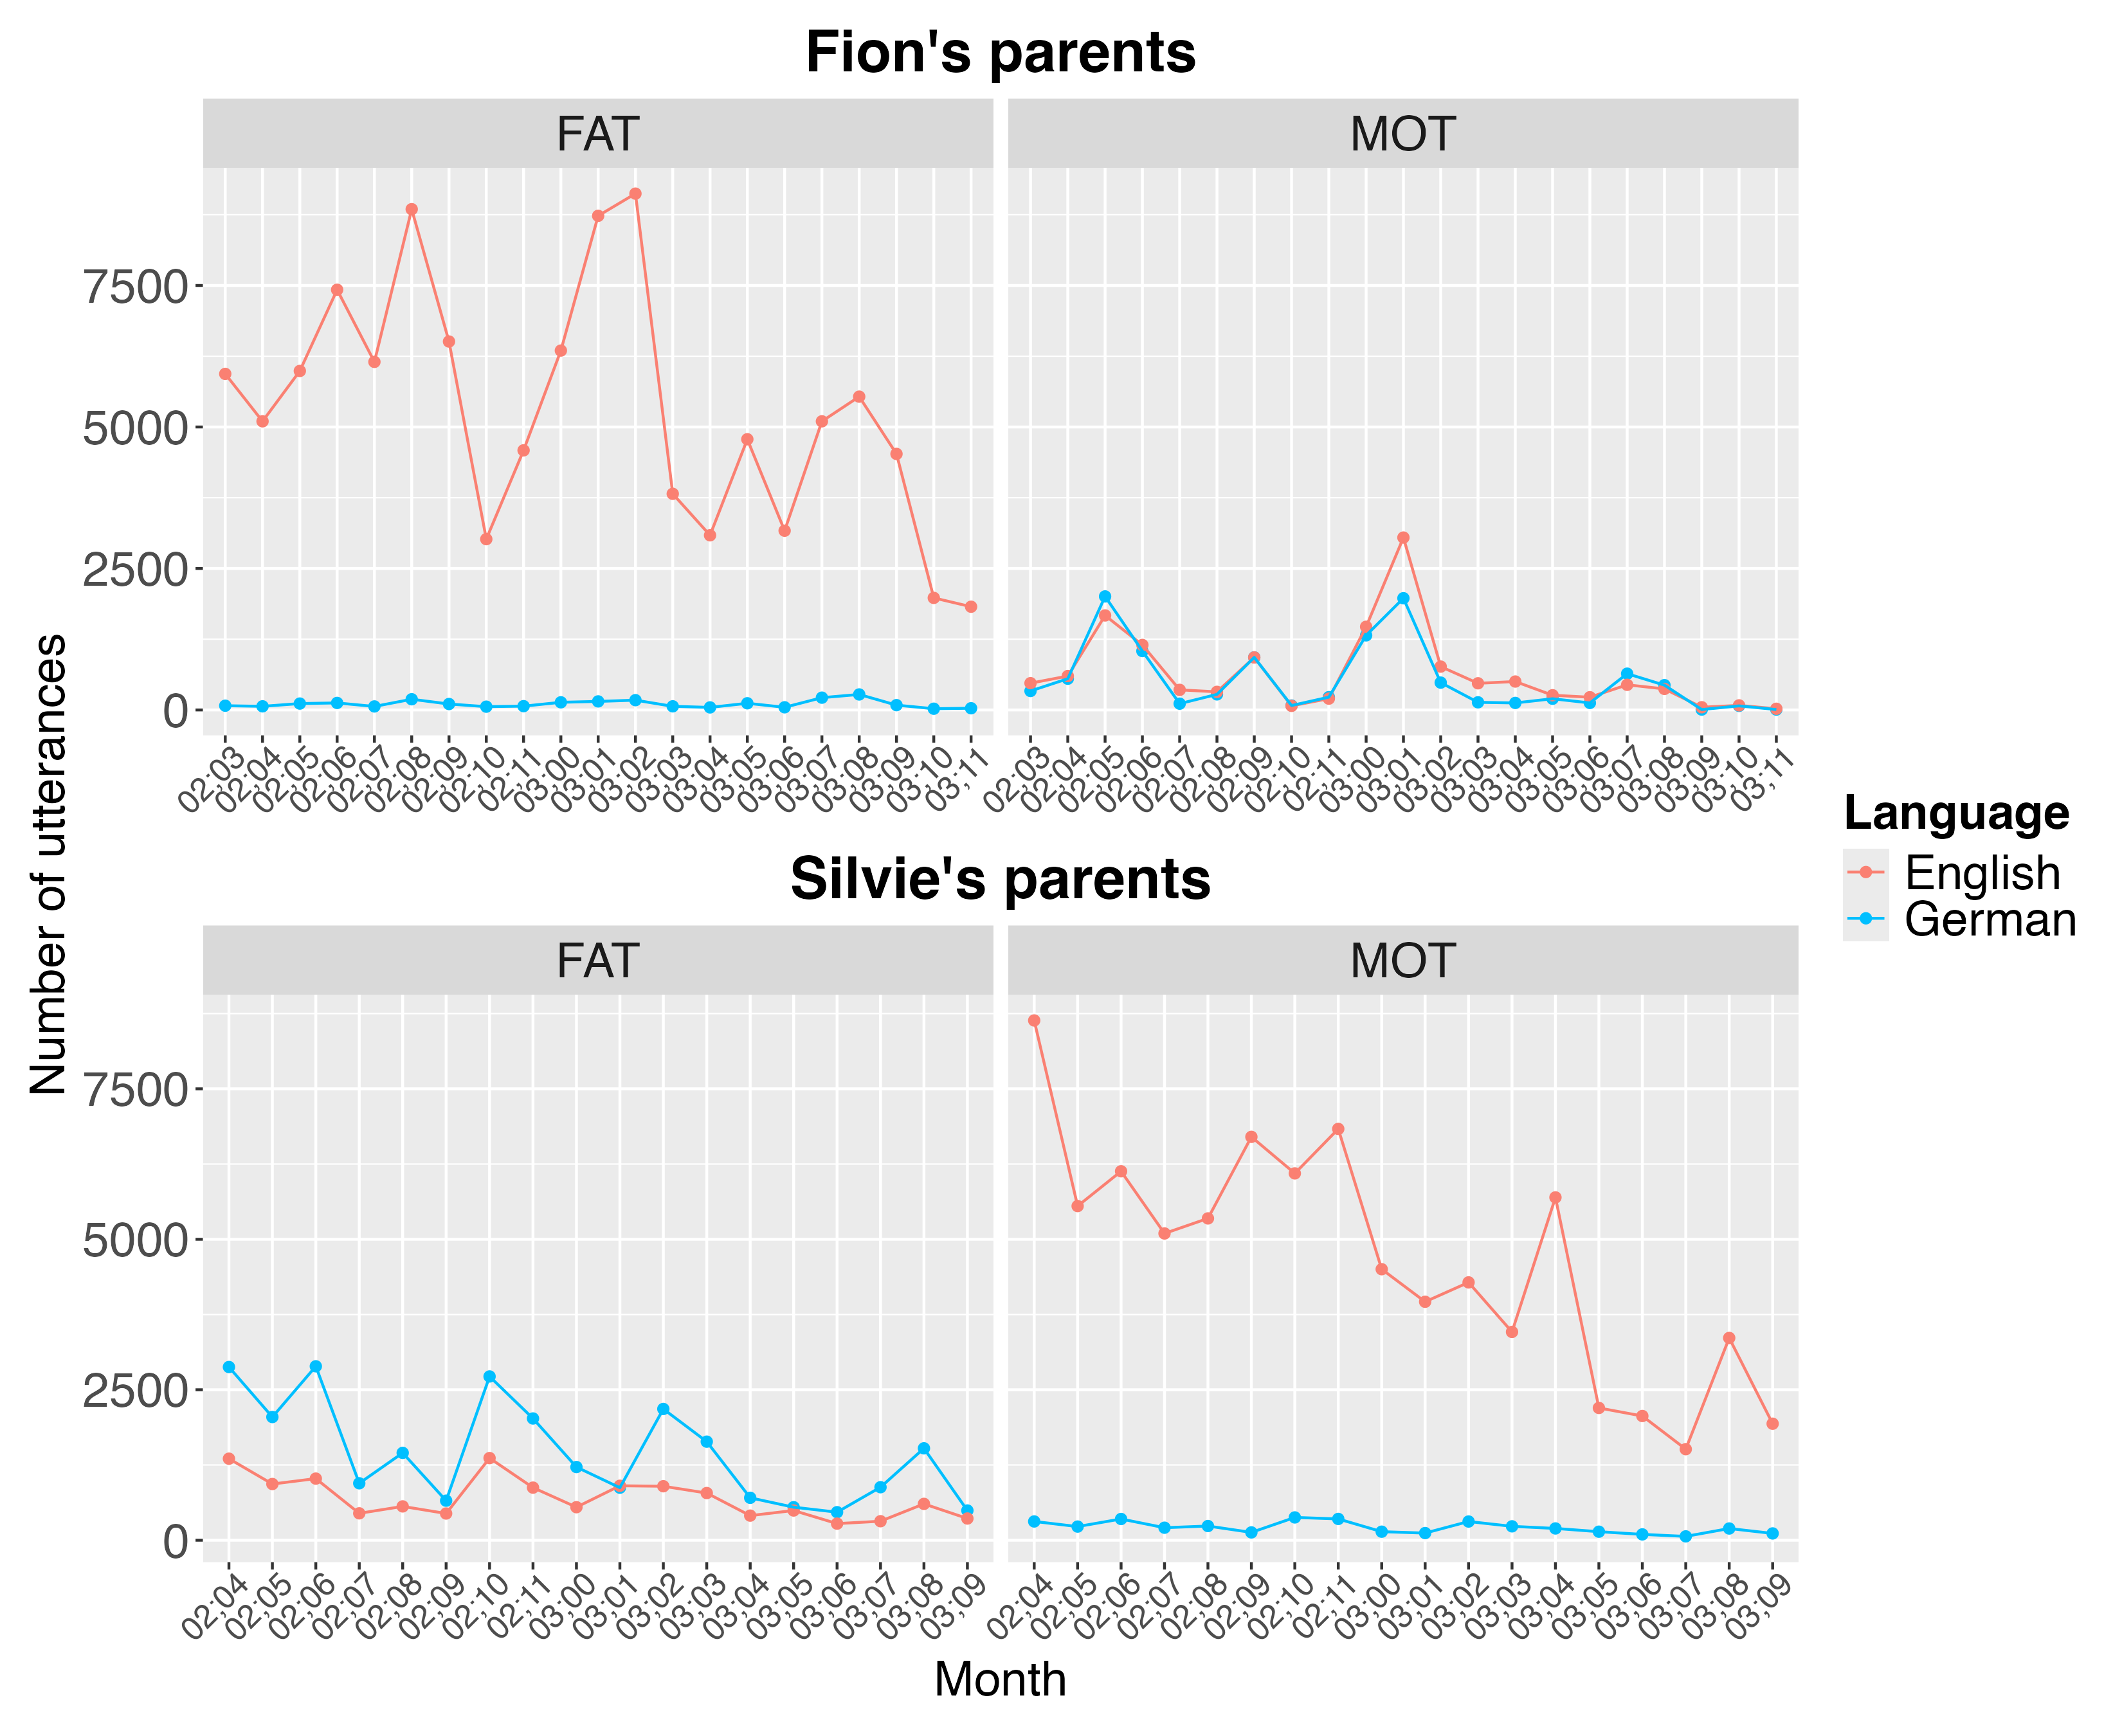 Fion's parents
FAT MOT
7500
5000
2500
0
02;03 02;04 02;05 02;06 02;07 02;08 02;09 02;10 02;11 03;00 03;01 03;02 03;03 03;04 03;05 03;06 03;07 03;08 03;09 03;10 03;11 02;03 02;04 02;05 02;06 02;07 02;08 02;09 02;10 02;11 03;00 03;01 03;02 03;03 03;04 03;05 03;06 03;07 03;08 03;09 03;10 03;11
Number of utterances
Language
English
German
Silvie's parents
FAT MOT
7500
5000
2500
0
02;04 02;05 02;06 02;07 02;08 02;09 02;10 02;11 03;00 03;01 03;02 03;03 03;04 03;05 03;06 03;07 03;08 03;09 02;04 02;05 02;06 02;07 02;08 02;09 02;10 02;11 03;00 03;01 03;02 03;03 03;04 03;05 03;06 03;07 03;08 03;09
Month